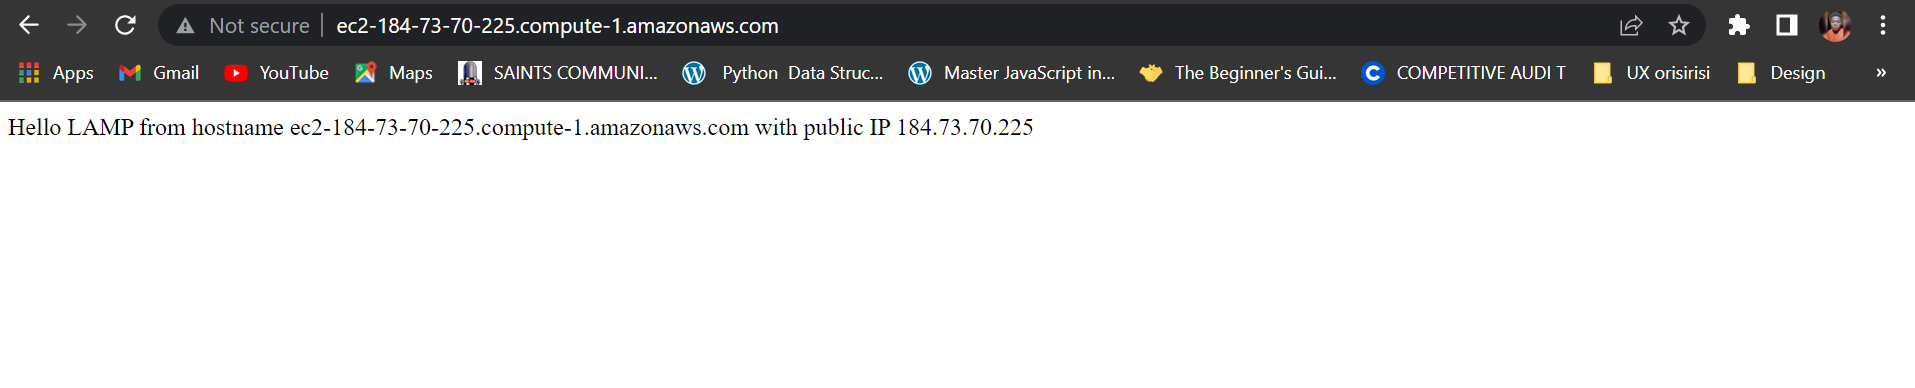 Not secure ec2-184-73-70-225.compute-1.amazonaws.com
Apps Gmail YouTube Maps SAINTS COMMUNI... Python Data Struc... Master JavaScript in... The Beginner's Gui... C COMPETITIVE AUDI T UX orisirisi Design »
Hello LAMP from hostname ec2-184-73-70-225.compute-1.amazonaws.com with public IP 184.73.70.225